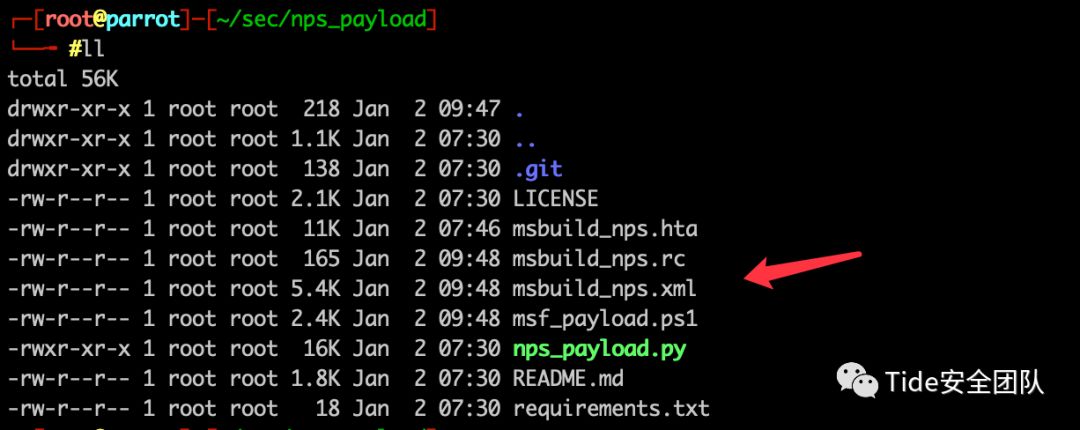 ┌─[root@parrot]─[~/sec/nps_payload]
└──╼ #ll
total 56K
drwxr-xr-x 1 root root  218 Jan  2 09:47 .
drwxr-xr-x 1 root root 1.1K Jan  2 07:30 ..
drwxr-xr-x 1 root root  138 Jan  2 07:30 .git
-rw-r--r-- 1 root root 2.1K Jan  2 07:30 LICENSE
-rw-r--r-- 1 root root  11K Jan  2 07:46 msbuild_nps.hta
-rw-r--r-- 1 root root  165 Jan  2 09:48 msbuild_nps.rc
-rw-r--r-- 1 root root 5.4K Jan  2 09:48 msbuild_nps.xml
-rw-r--r-- 1 root root 2.4K Jan  2 09:48 msf_payload.ps1
-rwxr-xr-x 1 root root  16K Jan  2 07:30 nps_payload.py
-rw-r--r-- 1 root root 1.8K Jan  2 07:30 README.md
-rw-r--r-- 1 root root   18 Jan  2 07:30 requirements.txt
Tide安全团队